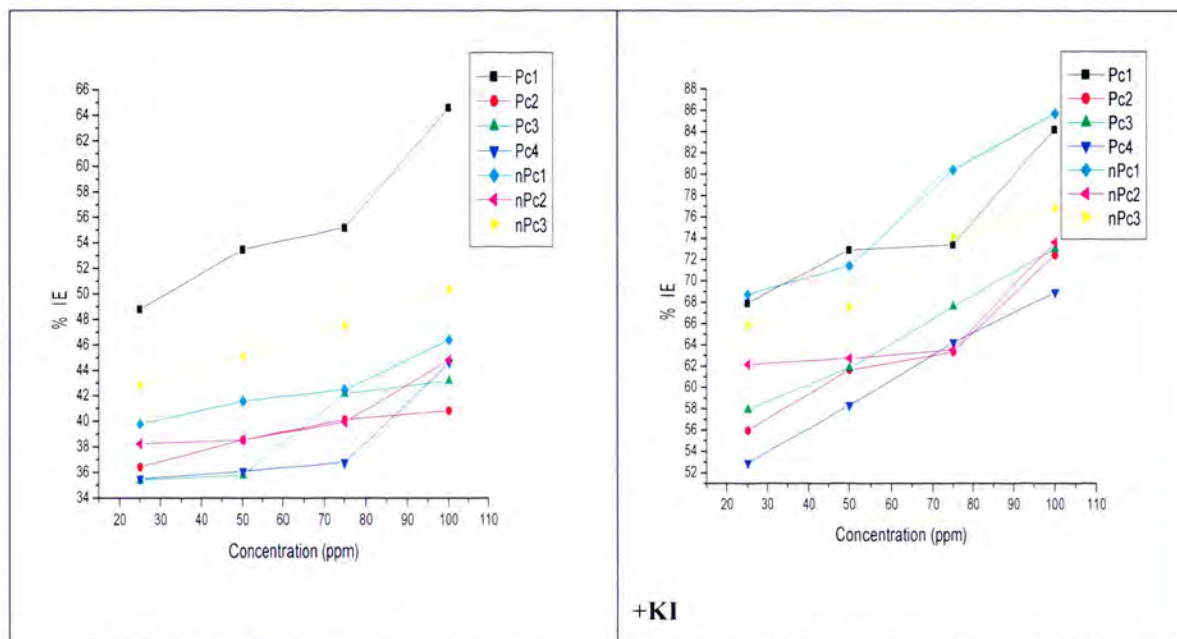 Pc1
Pc2
Pc3
Pc4
nPc1
nPc2
nPc3
66
64
62
60
58
56
54
52
50
48
46
44
42
40
38
36
34
% IE
20 30 40 50 60 70 80 90 100 110
Concentration (ppm)
Pc1
Pc2
Pc3
Pc4
nPc1
nPc2
nPc3
88
86
84
82
80
78
76
74
72
70
68
66
64
62
60
58
56
54
52
% IE
20 30 40 50 60 70 80 90 100 110
Concentration (ppm)
+KI